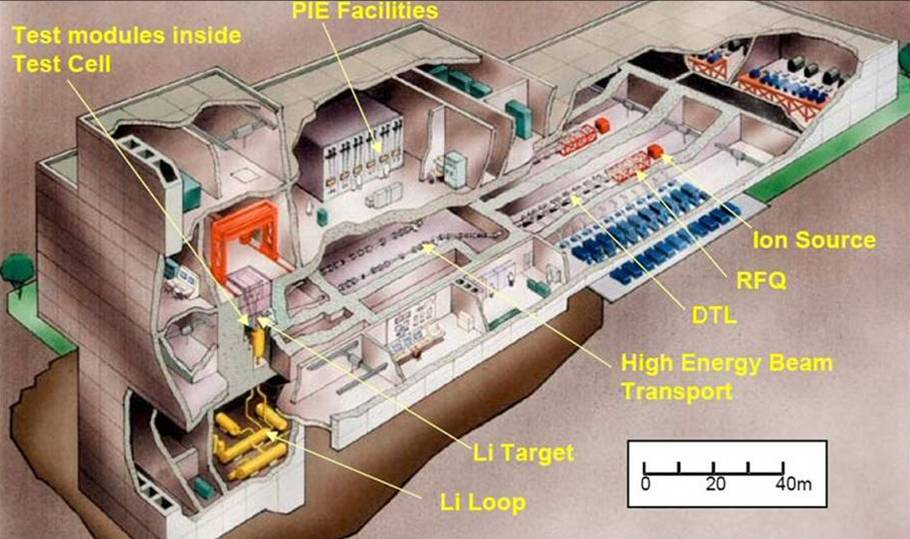 PIE Facilities
Test modules inside
Test Cell
Ion Source
RFQ
DTL
High Energy Beam
Transport
Li Target
Li Loop
0 20 40m